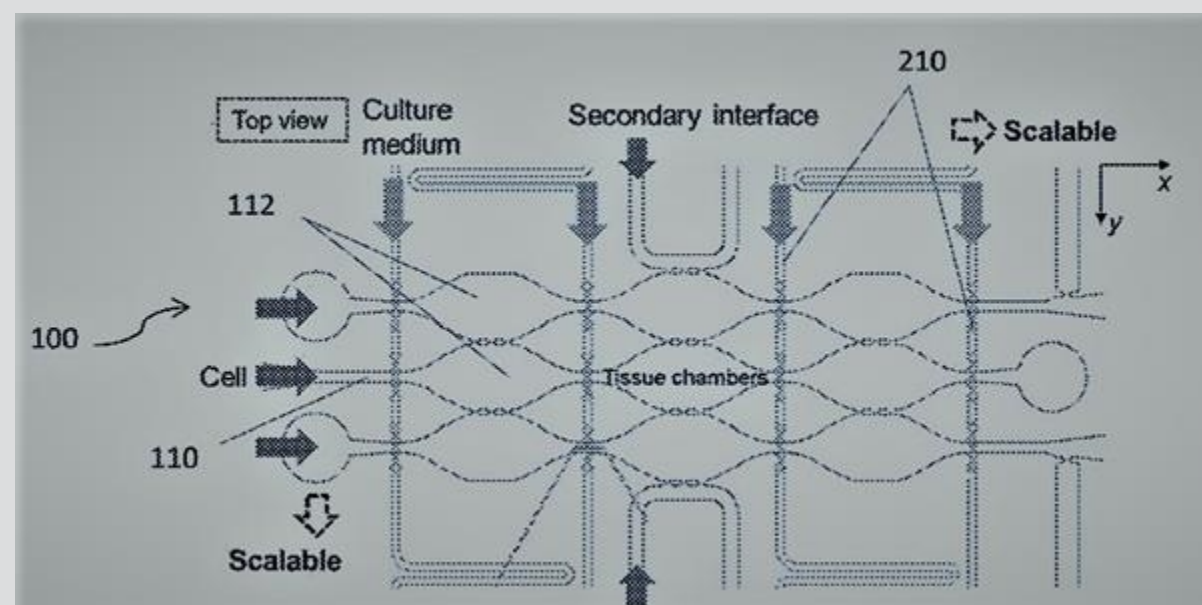 210
Top view
Culture
medium
Secondary interface
Scalable
x
y
112
100
Cell
Tissue chambers
110
Scalable